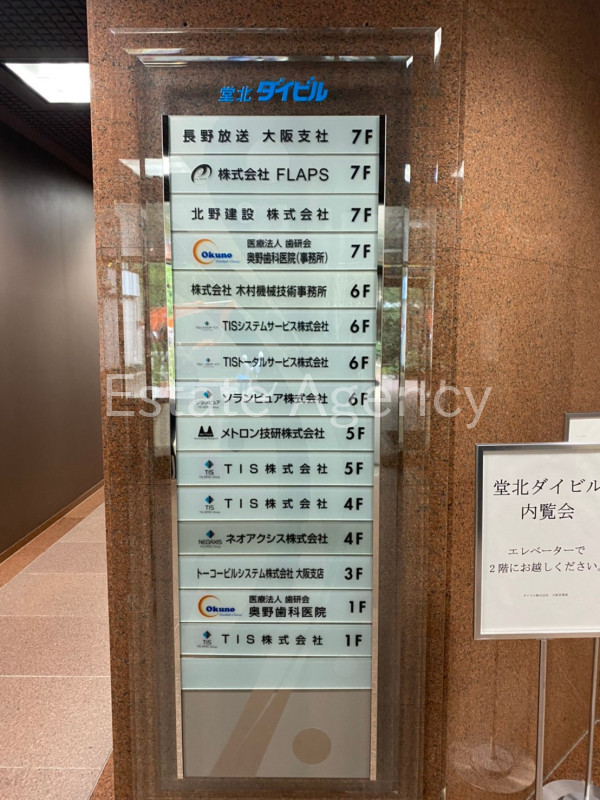 堂北 ダイビル
長野放送 大阪支社 7F
株式会社 FLAPS 7F
北野建設 株式会社 7F
Okuno 医療法人 歯研会
奥野歯科医院(事務所) 7F
株式会社 木村機械技術事務所 6F
TISシステムサービス株式会社 6F
TISトータルサービス株式会社 6F
ソランピュア株式会社 6F
Estate Agency
メトロン技研株式会社 5F
TIS TIS株式会社 5F
TIS TIS株式会社 4F
NEOAXIS ネオアクシス株式会社 4F
トーコービルシステム株式会社 大阪支店 3F
Okuno 医療法人 歯研会
奥野歯科医院 1F
TIS TIS株式会社 1F
堂北ダイビル
内覧会
エレベーターで
2階にお越しください。